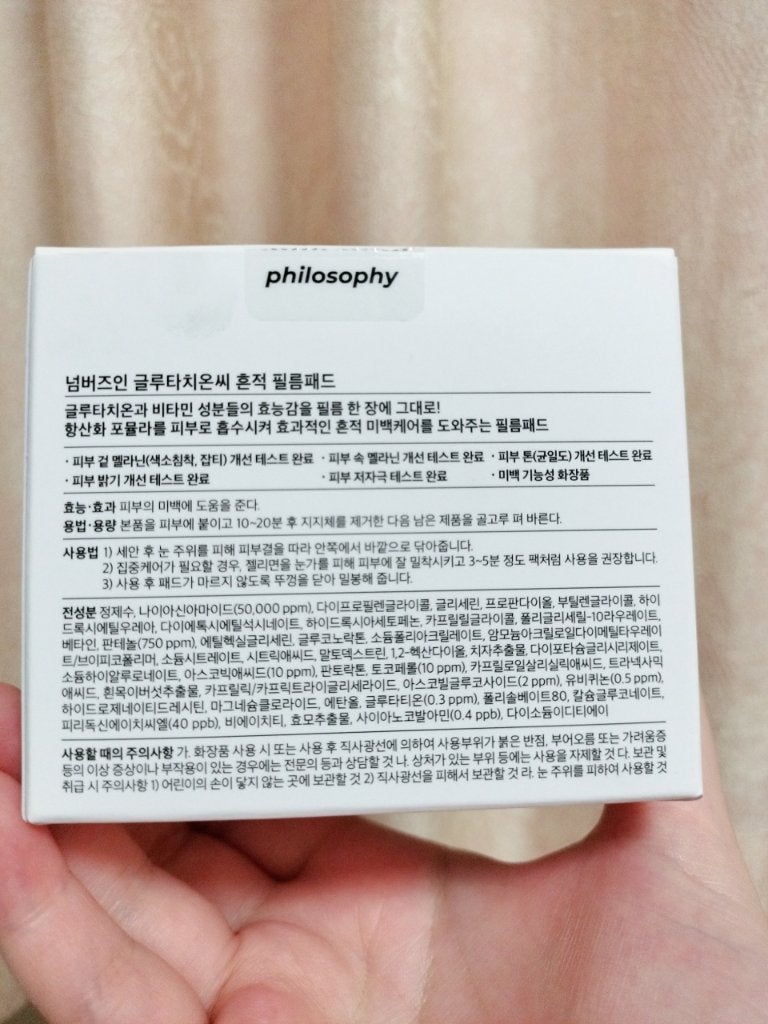 philosophy
넘버즈인 글루타치온씨 흔적 필름패드
글루타치온과 비타민 성분들의 효능감을 필름 한 장에 그대로!
항산화 포뮬라를 피부로 흡수시켜 효과적인 흔적 미백케어를 도와주는 필름패드
· 피부 겉 멜라닌(색소침착, 잡티) 개선 테스트 완료 · 피부 속 멜라닌 개선 테스트 완료 · 피부 톤(균일도) 개선 테스트 완료
· 피부 밝기 개선 테스트 완료 · 피부 저자극 테스트 완료 · 미백 기능성 화장품
효능·효과 피부의 미백에 도움을 준다.
용법·용량 본품을 피부에 붙이고 10~20분 후 지지체를 제거한 다음 남은 제품을 골고루 펴 바른다.
사용법 1) 세안 후 눈 주위를 피해 피부결을 따라 안쪽에서 바깥으로 닦아줍니다.
2) 집중케어가 필요할 경우, 젤리면을 눈가를 피해 피부에 잘 밀착시키고 3~5분 정도 팩처럼 사용을 권장합니다.
3) 사용 후 패드가 마르지 않도록 뚜껑을 닫아 밀봉해 줍니다.
전성분 정제수, 나이아신아마이드(50,000 ppm), 다이프로필렌글라이콜, 글리세린, 프로판다이올, 부틸렌글라이콜, 하이
드록시에틸우레아, 다이에톡시에틸석시네이트, 하이드록시아세토페논, 카프릴릴글라이콜, 폴리글리세릴-10라우레이트,
베타인, 판테놀(750 ppm), 에틸헥실글리세린, 글루코노락톤, 소듐폴리아크릴레이트, 암모늄아크릴로일다이메틸타우레이
트/브이피코폴리머, 소듐시트레이트, 시트릭애씨드, 말토덱스트린, 1,2-헥산다이올, 치자추출물, 다이포타슘글리시리제이트,
소듐하이알루로네이트, 아스코빅애씨드(10 ppm), 판토락톤, 토코페롤(10 ppm), 카프릴로일살리실릭애씨드, 트라넥사믹
애씨드, 흰목이버섯추출물, 카프릴릭/카프릭트라이글리세라이드, 아스코빌글루코사이드(2 ppm), 유비퀴논(0.5 ppm),
하이드로제네이티드레시틴, 마그네슘클로라이드, 에탄올, 글루타티온(0.3 ppm), 폴리솔베이트80, 칼슘글루코네이트,
피리독신에이치씨엘(40 ppb), 비에이치티, 효모추출물, 사이아노코발아민(0.4 ppb), 다이소듐이디티에이
사용할 때의 주의사항 가. 화장품 사용 시 또는 사용 후 직사광선에 의하여 사용부위가 붉은 반점, 부어오름 또는 가려움증
등의 이상 증상이나 부작용이 있는 경우에는 전문의 등과 상담할 것 나. 상처가 있는 부위 등에는 사용을 자제할 것 다. 보관 및
취급 시 주의사항 1) 어린이의 손이 닿지 않는 곳에 보관할 것 2) 직사광선을 피해서 보관할 것 라. 눈 주위를 피하여 사용할 것